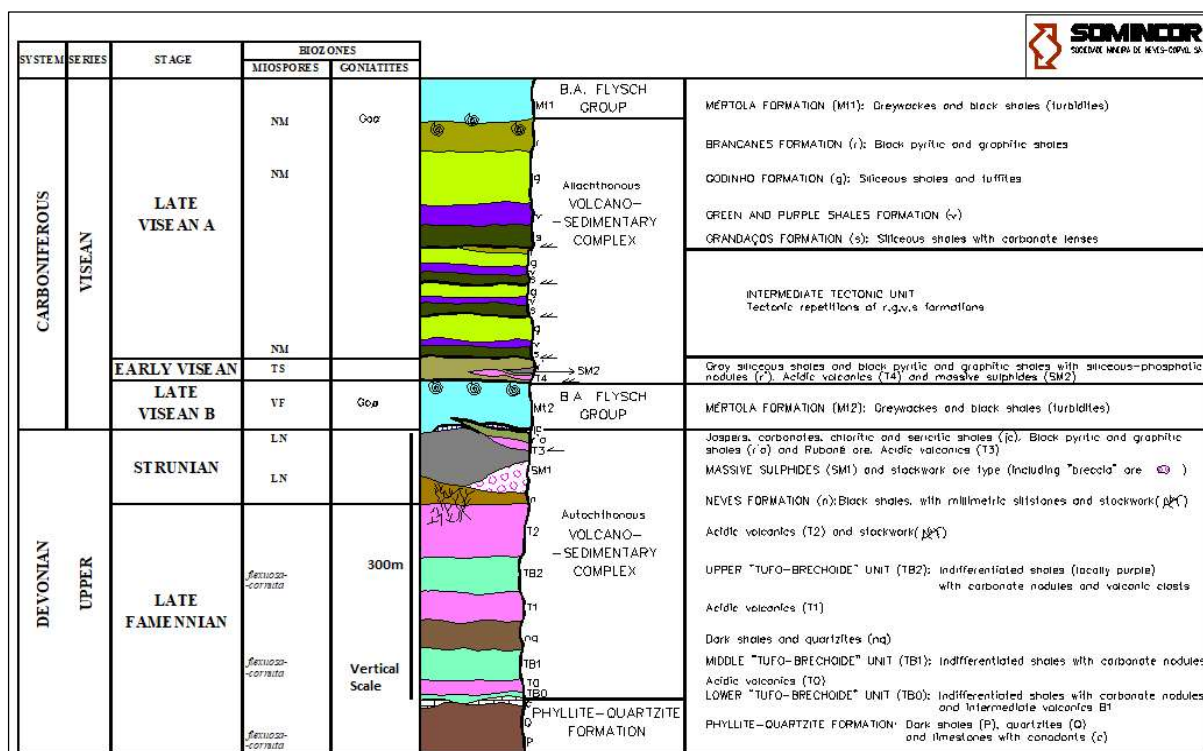 SOMINCOR
SOCIEDADE MINEIRA DE NEVES-CORVO, SA
SYSTEM SERIES STAGE BIOZONES
MIOSPORES GONIATITES
CARBONIFEROUS
VISEAN
LATE
VISEAN A
NM
Goα
NM
NM
EARLY VISEAN
TS
LATE
VISEAN B
VF
Goα
DEVONIAN
UPPER
STRUNIAN
LN
LN
LATE
FAMENNIAN
flexuosa-
-cornuta
flexuosa-
-cornuta
flexuosa-
-cornuta
300m
Vertical
Scale
Mt1
r
g
v
s
r
g
v
s
g
v
s
g
v
s
r'
SM2
T4
Mt2
jc
r'a
T3
SM1
n
T2
TB2
T1
nq
TB1
T0
TB0
c
Q
P
B.A. FLYSCH
GROUP
Allochthonous
VOLCANO-
-SEDIMENTARY
COMPLEX
B.A FLYSCH
GROUP
Autochthonous
VOLCANO-
-SEDIMENTARY
COMPLEX
PHYLLITE-QUARTZITE
FORMATION
MÉRTOLA FORMATION (Mt1): Greywackes and black shales (turbidites)
BRANCANES FORMATION (r): Black pyritic and graphitic shales
GODINHO FORMATION (g): Siliceous shales and tuffites
GREEN AND PURPLE SHALES FORMATION (v)
GRANDAÇOS FORMATION (s): Siliceous shales with carbonate lenses
INTERMEDIATE TECTONIC UNIT
Tectonic repetitions of r,g,v,s formations
Gray siliceous shales and black pyritic and graphitic shales with siliceous-phosphatic
nodules (r'). Acidic volcanics (T4) and massive sulphides (SM2)
MÉRTOLA FORMATION (Mt2): Greywackes and black shales (turbidites)
Jaspers, carbonates, chloritic and sericitic shales (jc), Black pyritic and graphitic
shales (r'a) and Rubané ore. Acidic volcanics (T3)
MASSIVE SULPHIDES (SM1) and stockwork ore type (including "breccia" ore )
NEVES FORMATION (n): Black shales, with millimetric siltstones and stockwork( )
Acidic volcanics (T2) and stockwork( )
UPPER "TUFO-BRECHOIDE" UNIT (TB2): Indifferentiated shales (locally purple)
with carbonate nodules and volcanic clasts
Acidic volcanics (T1)
Dark shales and quartzites (nq)
MIDDLE "TUFO-BRECHOIDE" UNIT (TB1): Indifferentiated shales with carbonate nodules
Acidic volcanics (T0)
LOWER "TUFO-BRECHOIDE" UNIT (TB0): Indifferentiated shales with carbonate nodules
and intermediate volcanics B1
PHYLLITE-QUARTZITE FORMATION: Dark shales (P), quartzites (Q)
and limestones with conodonts (c)